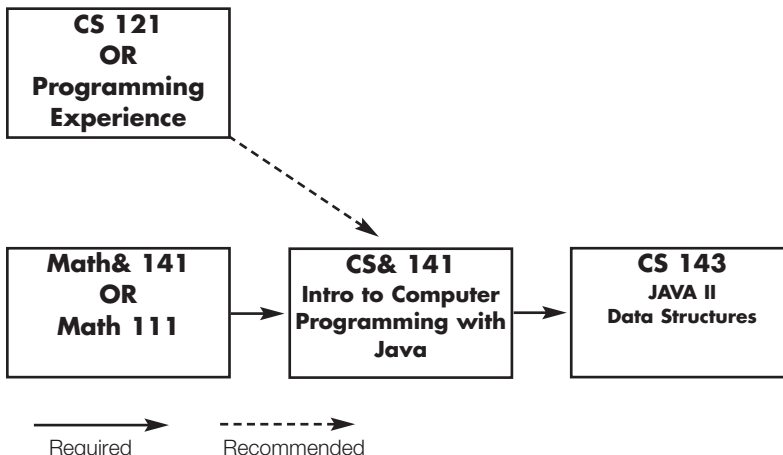 CS 121
OR
Programming
Experience
Math& 141
OR
Math 111
CS& 141
Intro to Computer
Programming with
Java
CS 143
JAVA II
Data Structures
Required
Recommended